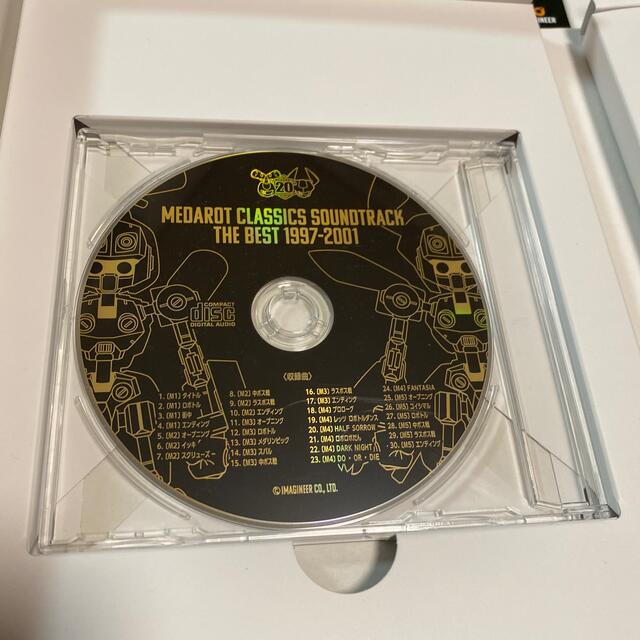 GINEER
20
MEDAROT CLASSICS SOUNDTRACK
THE BEST 1997-2001
COMPACT
disc
DIGITAL AUDIO
〈収録曲〉
1. (M1) タイトル
2. (M1) ロボトル
3. (M1) 街中
4. (M1) エンディング
5. (M2) オープニング
6. (M2) イッキ!
7. (M2) スクリューズー
8. (M2) 中ボス戦
9. (M2) ラスボス戦
10. (M2) エンディング
11. (M3) オープニング
12. (M3) ロボトル
13. (M3) メダリンピック
14. (M3) スバル
15. (M3) 中ボス戦
16. (M3) ラスボス戦
17. (M3) エンディング
18. (M4) プロローグ
19. (M4) レッツ ロボトルダンス
20. (M4) HALF SORROW
21. (M4) ロボロボだん
22. (M4) DARK NIGHT
23. (M4) DO・OR・DIE
24. (M4) FANTASIA
25. (M5) オープニング
26. (M5) コイシマル
27. (M5) ロボトル
28. (M5) 中ボス戦
29. (M5) ラスボス戦
30. (M5) エンディング
© IMAGINEER CO., LTD.